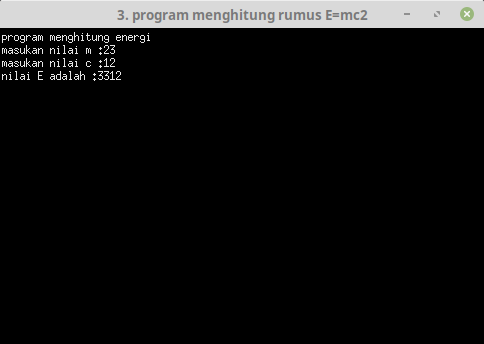 3. program menghitung rumus E=mc2
program menghitung energi
masukan nilai m :23
masukan nilai c :12
nilai E adalah :3312